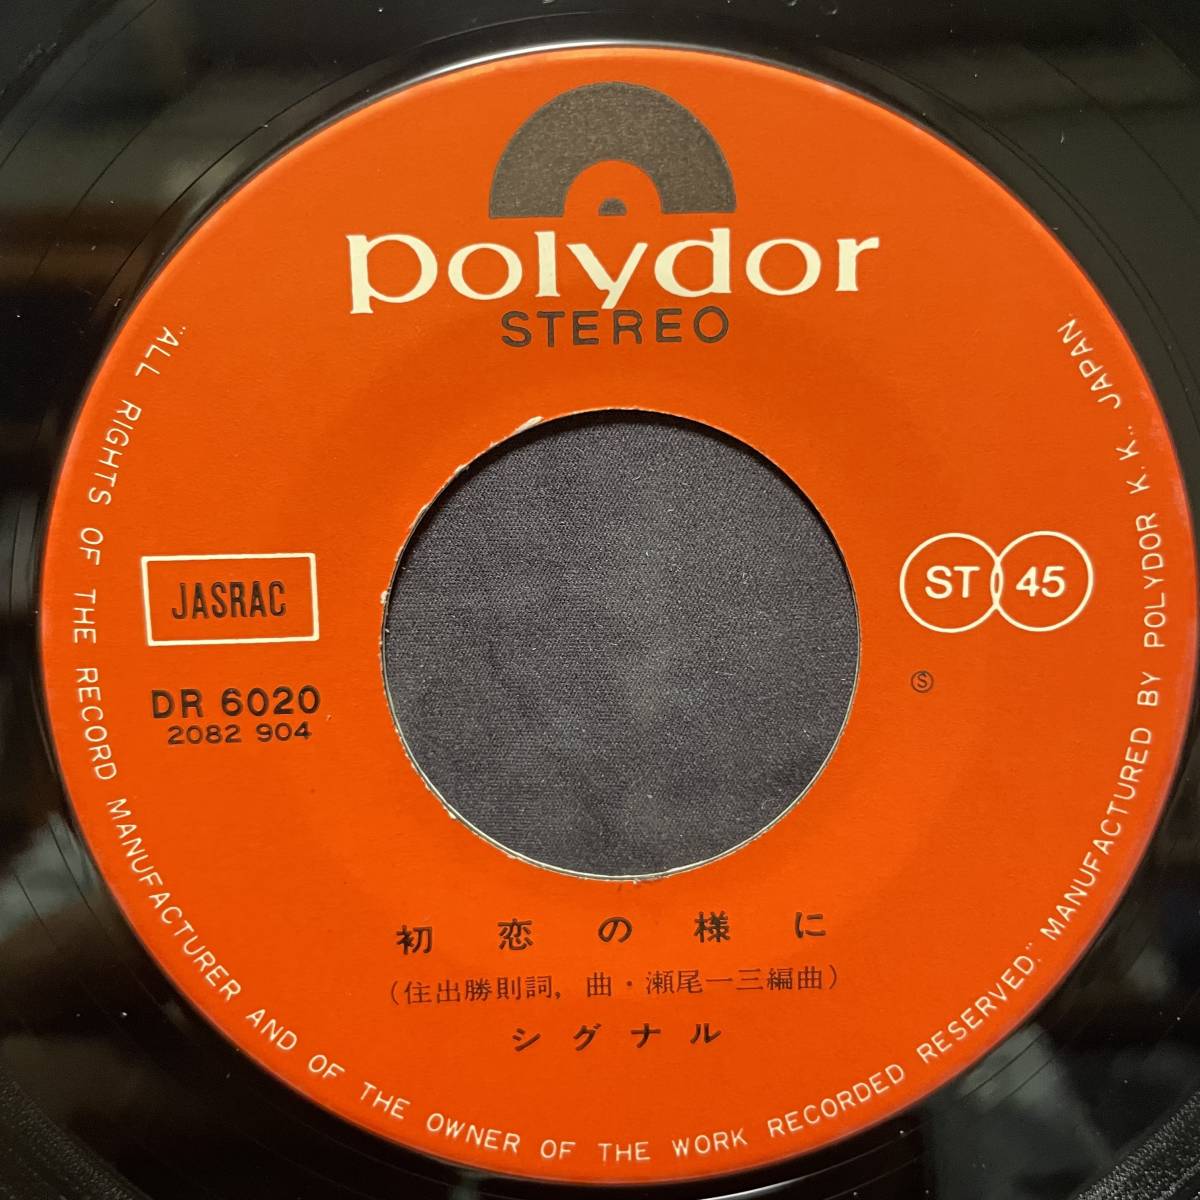 polydor
STEREO
JASRAC
ST 45
Ⓢ
DR 6020
2082 904
初恋の様に
(住出勝則詞, 曲・瀬尾一三編曲)
シグナル
"ALL RIGHTS OF THE RECORD MANUFACTURER AND OF THE OWNER OF THE WORK RECORDED RESERVED." MANUFACTURED BY POLYDOR K.K., JAPAN.